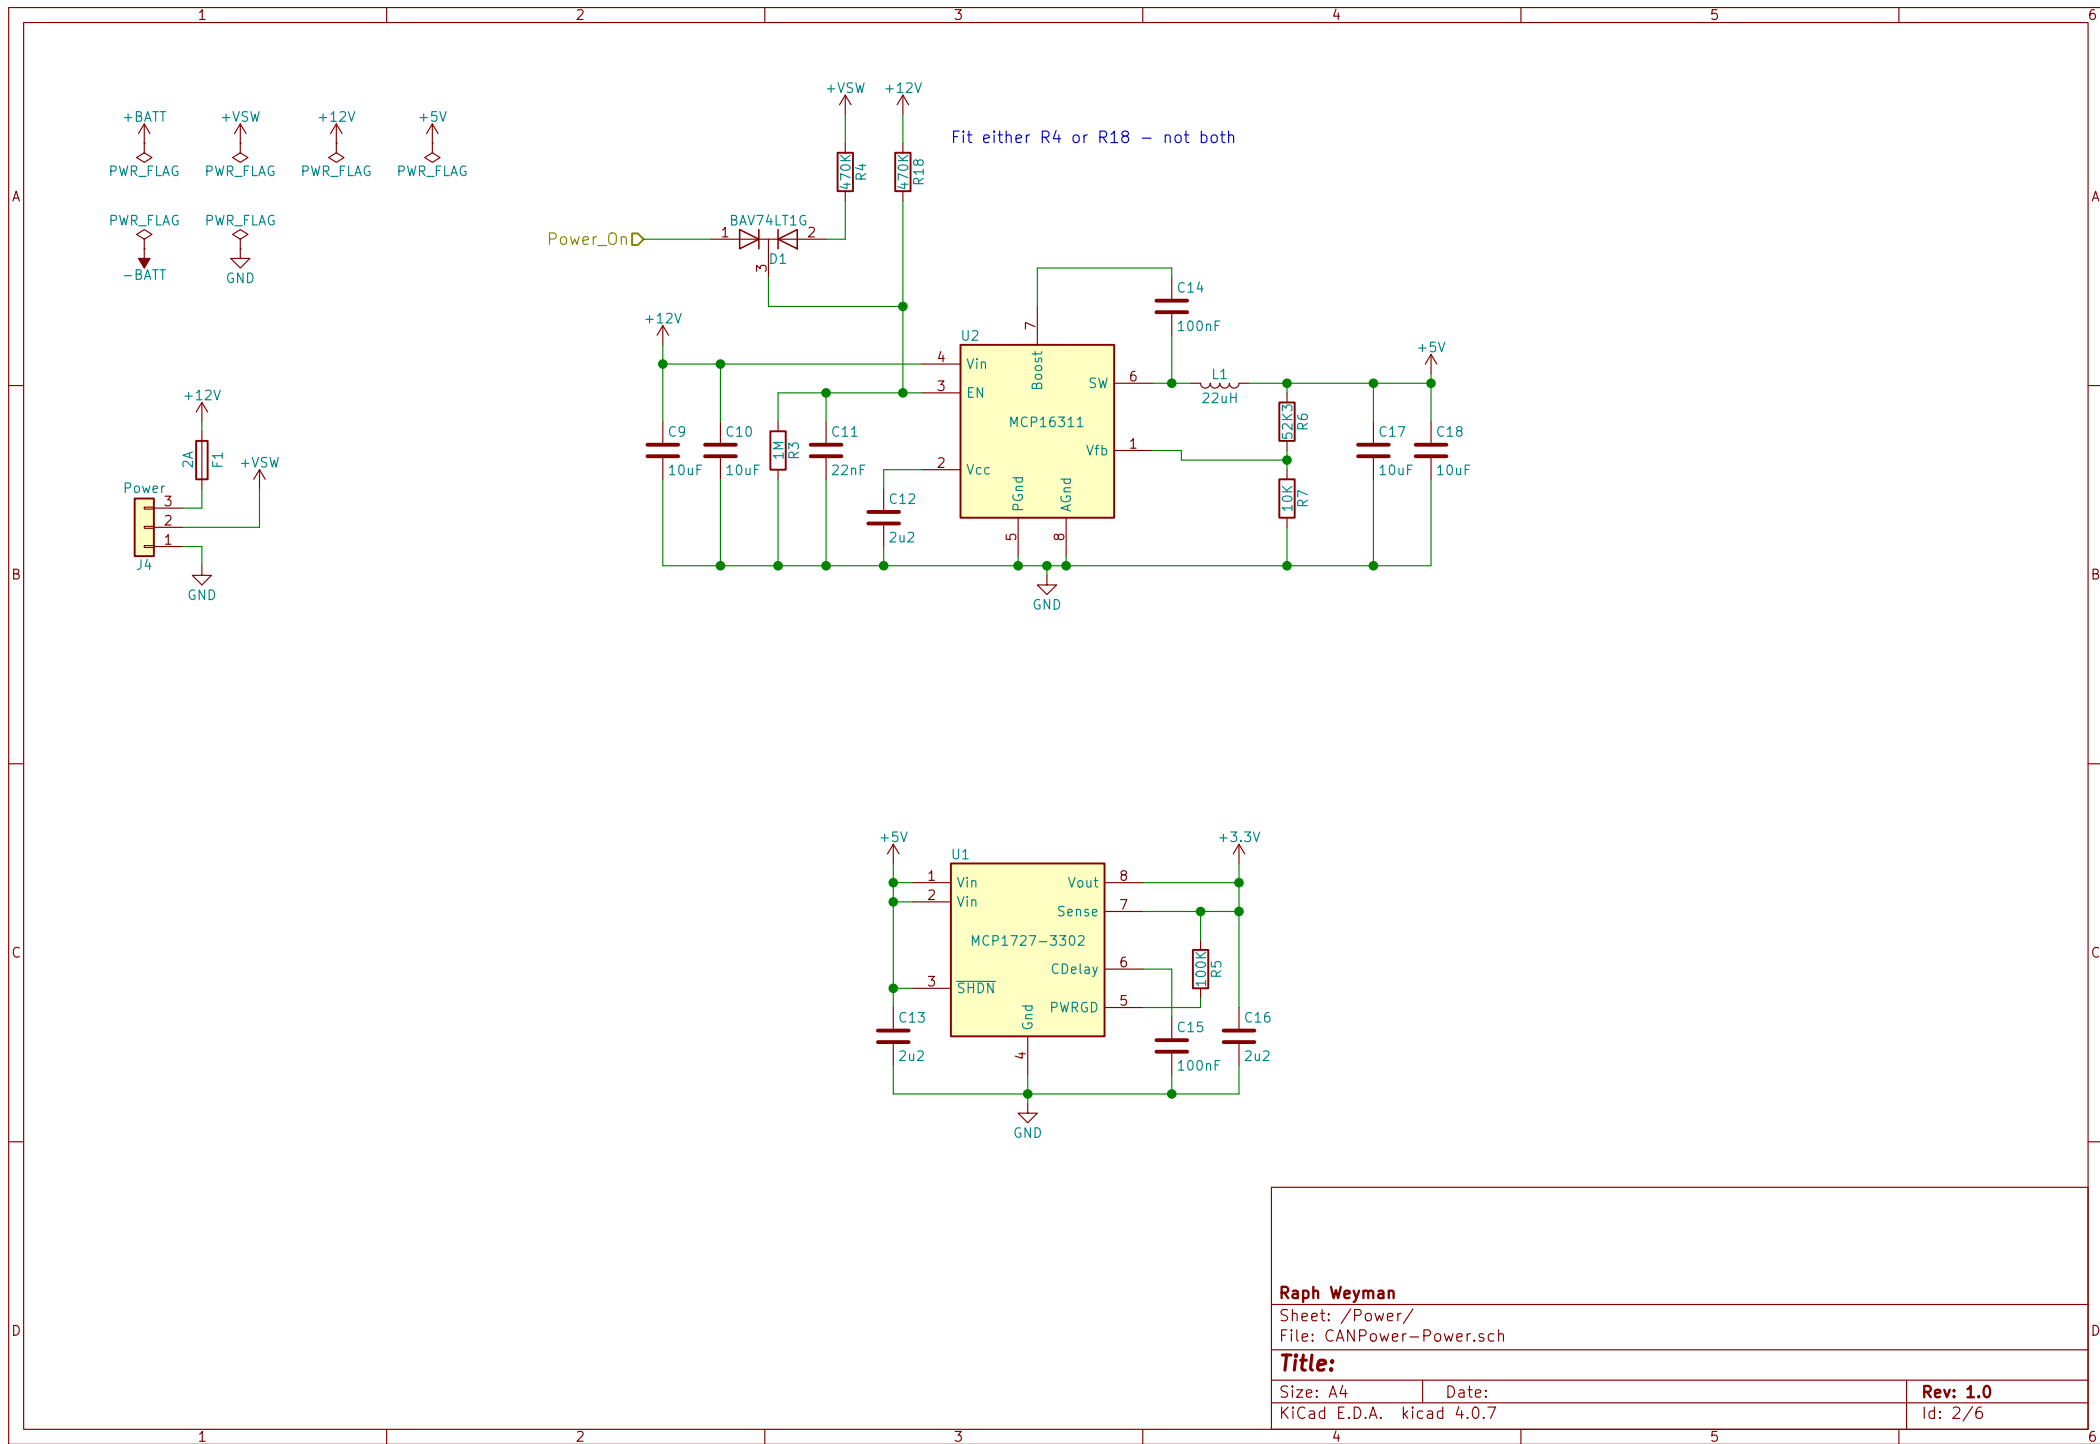 1 2 3 4 5 6
A A
B B
C C
D D
+BATT +VSW +12V +5V
PWR_FLAG PWR_FLAG PWR_FLAG PWR_FLAG
PWR_FLAG PWR_FLAG
-BATT GND
+12V
2A F1
+VSW
Power
3
2
1
J4
GND
+VSW +12V
Fit either R4 or R18 - not both
470K R4 470K R18
BAV74LT1G
Power_On 1 2
3 D1
+12V
C9 10uF
C10 10uF
1M R3
C11 22nF
C12 2u2
U2
MCP16311
4 Vin
3 EN
2 Vcc
7 Boost
SW 6
Vfb 1
PGnd 5
AGnd 8
C14 100nF
L1 22uH
52K3 R6
10K R7
+5V
C17 10uF
C18 10uF
GND
+5V
+3.3V
U1
MCP1727-3302
1 Vin
2 Vin
3 SHDN
Gnd 4
Vout 8
Sense 7
CDelay 6
PWRGD 5
100K R5
C13 2u2
C15 100nF
C16 2u2
GND
Raph Weyman
Sheet: /Power/
File: CANPower-Power.sch
Title:
Size: A4 Date: Rev: 1.0
KiCad E.D.A. kicad 4.0.7 Id: 2/6
1 2 3 4 5 6